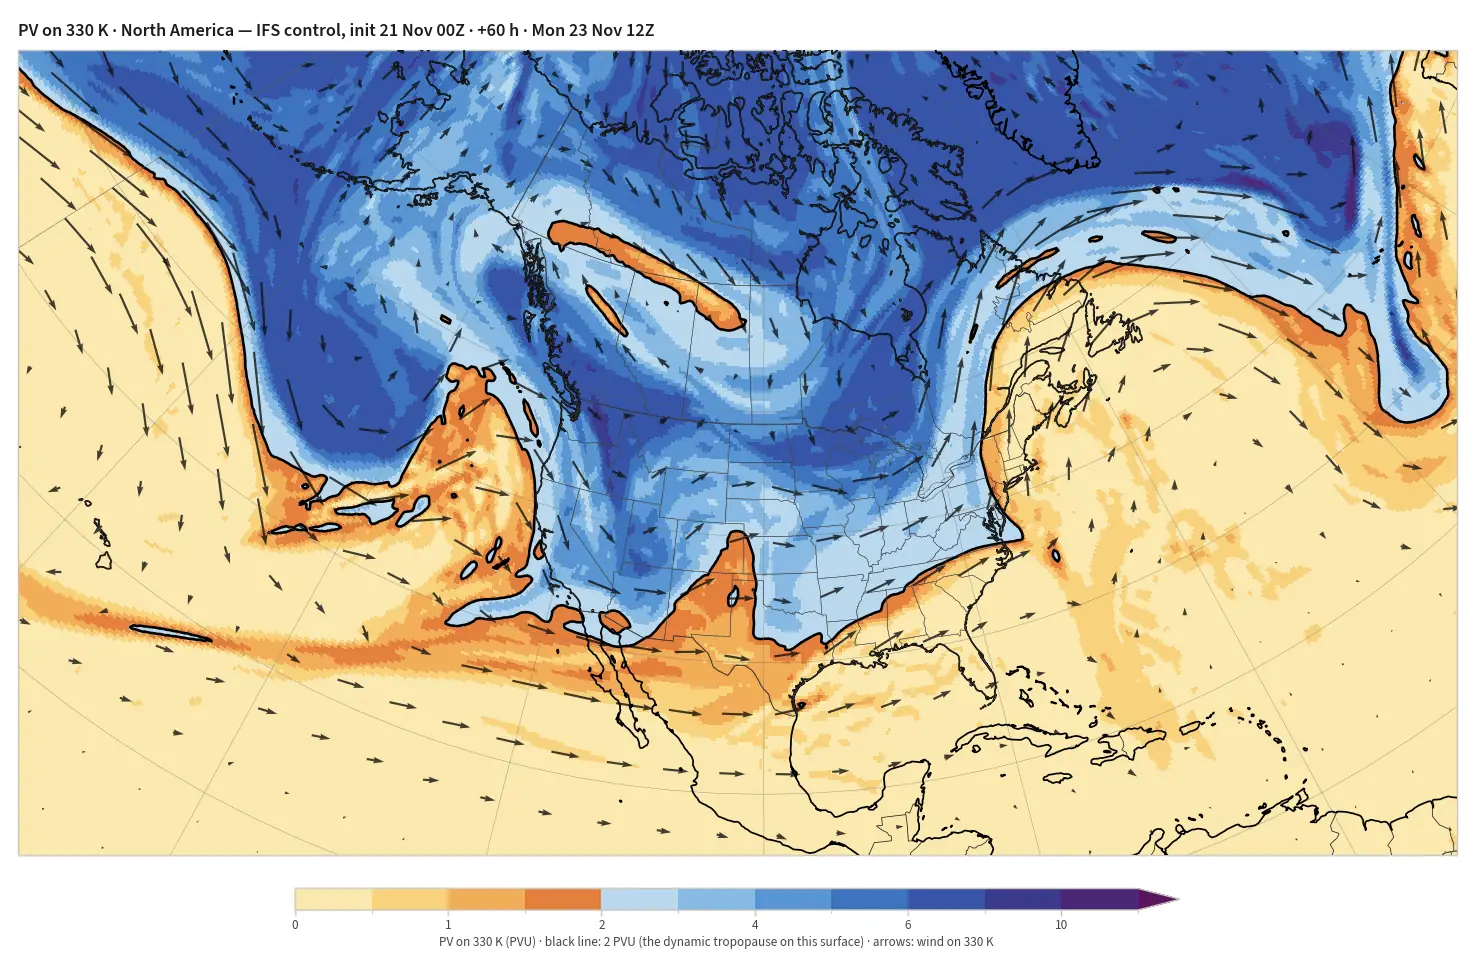 PV on 330 K · North America — IFS control, init 21 Nov 00Z · +60 h · Mon 23 Nov 12Z
0 1 2 4 6 10
PV on 330 K (PVU) · black line: 2 PVU (the dynamic tropopause on this surface) · arrows: wind on 330 K